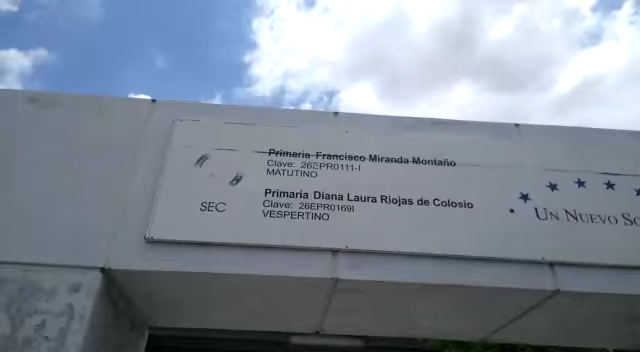 Primaria Francisco Miranda Montaño
Clave: 26EPR0111-I
MATUTINO
Primaria Diana Laura Riojas de Colosio
Clave: 26EPR0169I
VESPERTINO
SEC
UN NUEVO